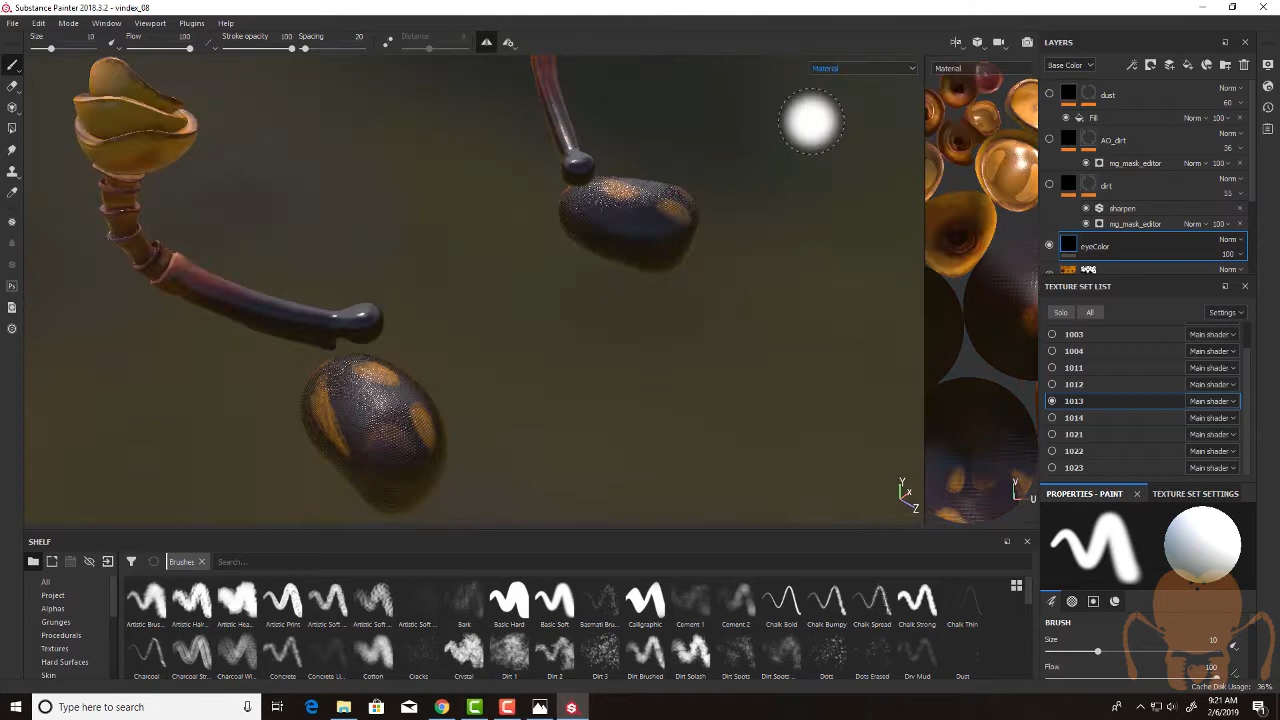 Substance Painter 2018.3.2 - vindex_08
File Edit Mode Window Viewport Plugins Help
Size 10 Flow 100 Stroke opacity 100 Spacing 20 Distance 8
Material
Material
LAYERS
Base Color
dust Norm 60
Fill Norm 100
AO_dirt Norm 36
mg_mask_editor Norm 100
dirt Norm 55
sharpen
mg_mask_editor Norm 100
eyeColor Norm 100
Norm
TEXTURE SET LIST
Solo All Settings
1003 Main shader
1004 Main shader
1011 Main shader
1012 Main shader
1013 Main shader
1014 Main shader
1021 Main shader
1022 Main shader
1023 Main shader
PROPERTIES - PAINT TEXTURE SET SETTINGS
BRUSH
Size 10
Flow 100
Cache Disk Usage: 36%
Y
X
Z
V
U
SHELF
Brushes Search...
All
Project
Alphas
Grunges
Procedurals
Textures
Hard Surfaces
Skin
Artistic Brus... Artistic Hair... Artistic Hea... Artistic Print Artistic Soft ... Artistic Soft... Artistic Soft ... Bark Basic Hard Basic Soft Basmati Bru... Calligraphic Cement 1 Cement 2 Chalk Bold Chalk Bumpy Chalk Spread Chalk Strong Chalk Thin
Charcoal Charcoal Str... Charcoal Wi... Concrete Concrete Li... Cotton Cracks Crystal Dirt 1 Dirt 2 Dirt 3 Dirt Brushed Dirt Splash Dirt Spots Dirt Spots ... Dots Dots Erased Dry Mud Dust
Ps
Type here to search
9:21 AM
2/6/2019